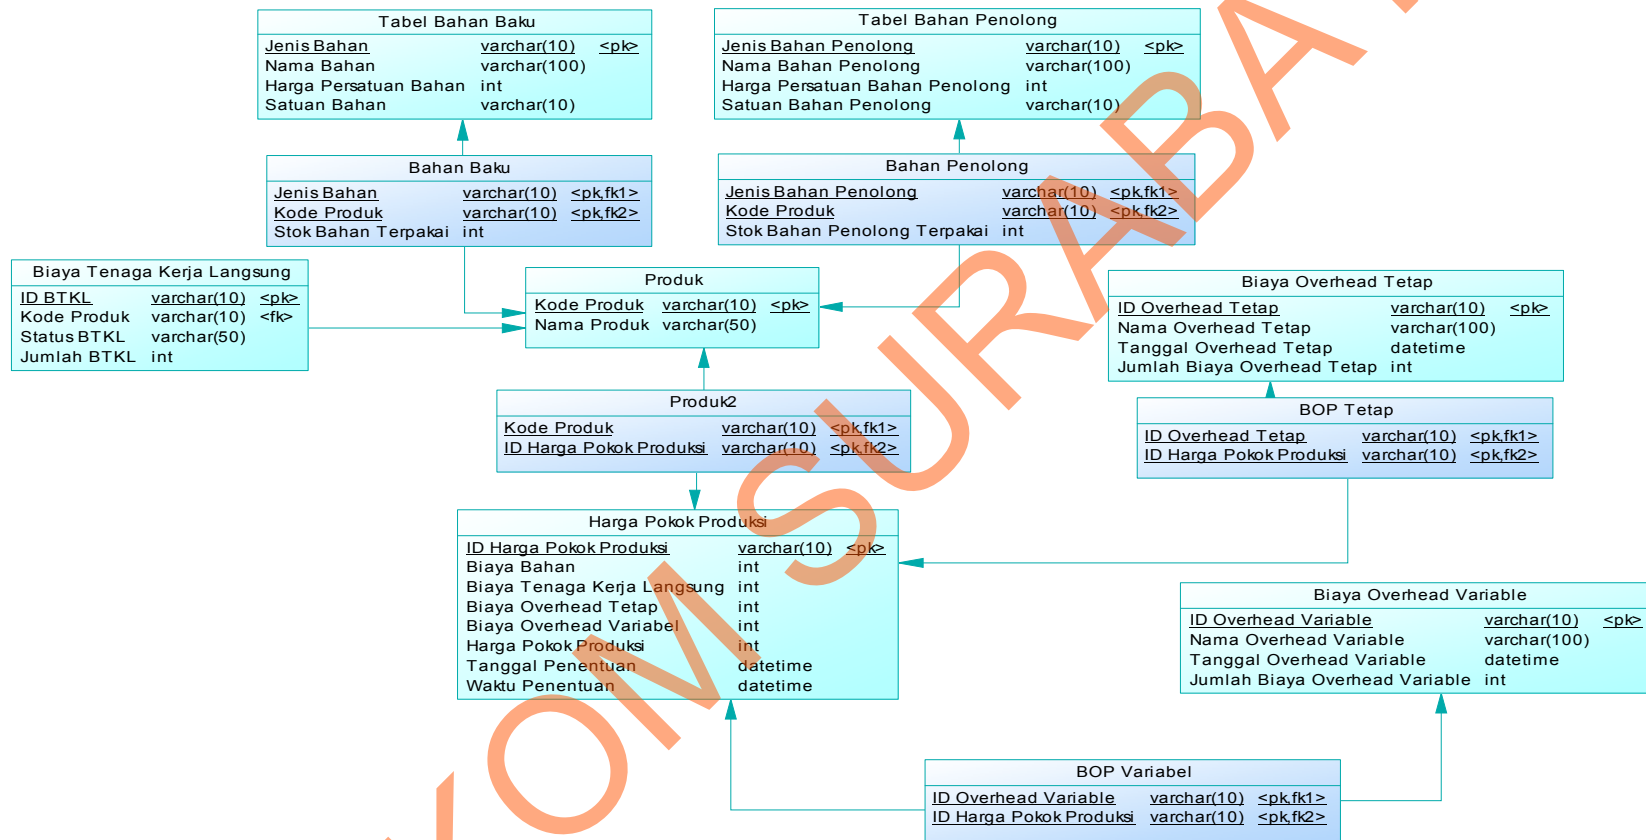 Tabel Bahan Baku
Jenis Bahan varchar(10) <pk>
Nama Bahan varchar(100)
Harga Persatuan Bahan int
Satuan Bahan varchar(10)
Tabel Bahan Penolong
Jenis Bahan Penolong varchar(10) <pk>
Nama Bahan Penolong varchar(100)
Harga Persatuan Bahan Penolong int
Satuan Bahan Penolong varchar(10)
Bahan Baku
Jenis Bahan varchar(10) <pk,fk1>
Kode Produk varchar(10) <pk,fk2>
Stok Bahan Terpakai int
Bahan Penolong
Jenis Bahan Penolong varchar(10) <pk,fk1>
Kode Produk varchar(10) <pk,fk2>
Stok Bahan Penolong Terpakai int
Biaya Tenaga Kerja Langsung
ID BTKL varchar(10) <pk>
Kode Produk varchar(10) <fk>
Status BTKL varchar(50)
Jumlah BTKL int
Produk
Kode Produk varchar(10) <pk>
Nama Produk varchar(50)
Biaya Overhead Tetap
ID Overhead Tetap varchar(10) <pk>
Nama Overhead Tetap varchar(100)
Tanggal Overhead Tetap datetime
Jumlah Biaya Overhead Tetap int
Produk2
Kode Produk varchar(10) <pk,fk1>
ID Harga Pokok Produksi varchar(10) <pk,fk2>
BOP Tetap
ID Overhead Tetap varchar(10) <pk,fk1>
ID Harga Pokok Produksi varchar(10) <pk,fk2>
Harga Pokok Produksi
ID Harga Pokok Produksi varchar(10) <pk>
Biaya Bahan int
Biaya Tenaga Kerja Langsung int
Biaya Overhead Tetap int
Biaya Overhead Variabel int
Harga Pokok Produksi int
Tanggal Penentuan datetime
Waktu Penentuan datetime
Biaya Overhead Variable
ID Overhead Variable varchar(10) <pk>
Nama Overhead Variable varchar(100)
Tanggal Overhead Variable datetime
Jumlah Biaya Overhead Variable int
BOP Variabel
ID Overhead Variable varchar(10) <pk,fk1>
ID Harga Pokok Produksi varchar(10) <pk,fk2>
KOM SURABA